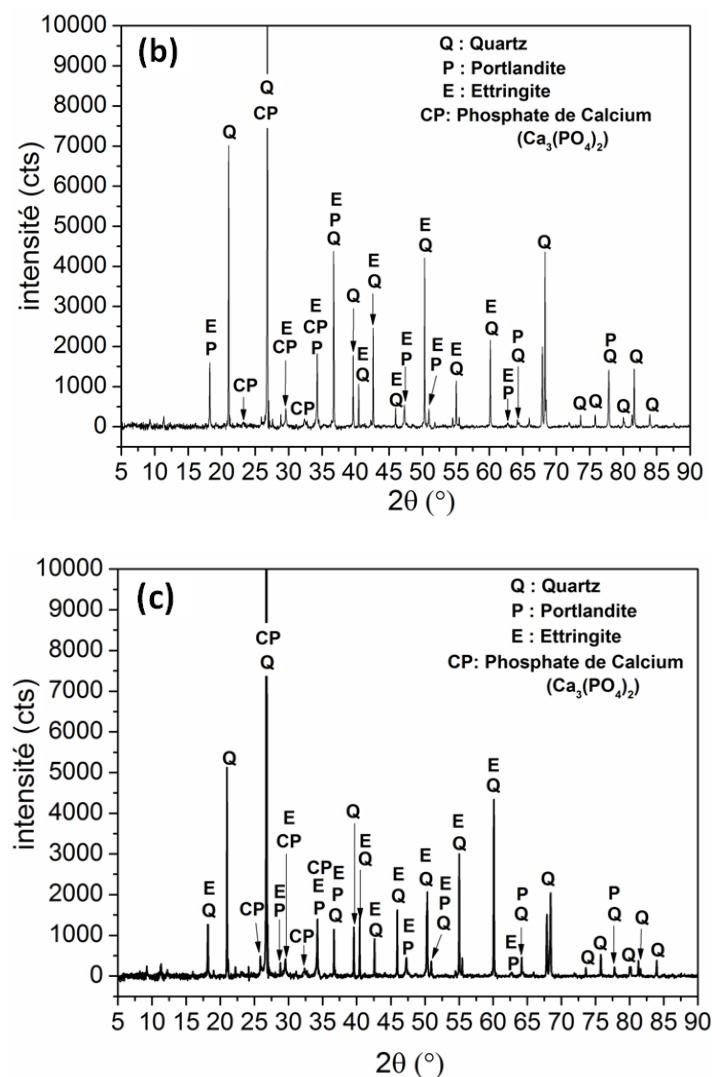 (b)
Q : Quartz
P : Portlandite
E : Ettringite
CP: Phosphate de Calcium
(Ca₃(PO₄)₂)
intensité (cts)
10000
9000
8000
7000
6000
5000
4000
3000
2000
1000
0
E
P
Q
CP
Q
CP
E
CP
CP
E
CP
P
E
P
Q
Q
E
Q
E
Q
E
Q
E
P
E
Q
E
P
E
Q
E
Q
E
P
P
Q
Q
Q
Q
P
Q
Q
Q
Q
5 10 15 20 25 30 35 40 45 50 55 60 65 70 75 80 85 90
2θ (°)
(c)
Q : Quartz
P : Portlandite
E : Ettringite
CP: Phosphate de Calcium
(Ca₃(PO₄)₂)
intensité (cts)
10000
9000
8000
7000
6000
5000
4000
3000
2000
1000
0
E
Q
Q
CP
CP
Q
E
P
E
CP
CP
CP
E
P
E
P
Q
Q
E
Q
E
Q
E
Q
E
P
E
Q
E
P
Q
E
Q
E
Q
E
P
P
Q
Q
Q
Q
P
Q
Q
Q
Q
5 10 15 20 25 30 35 40 45 50 55 60 65 70 75 80 85 90
2θ (°)